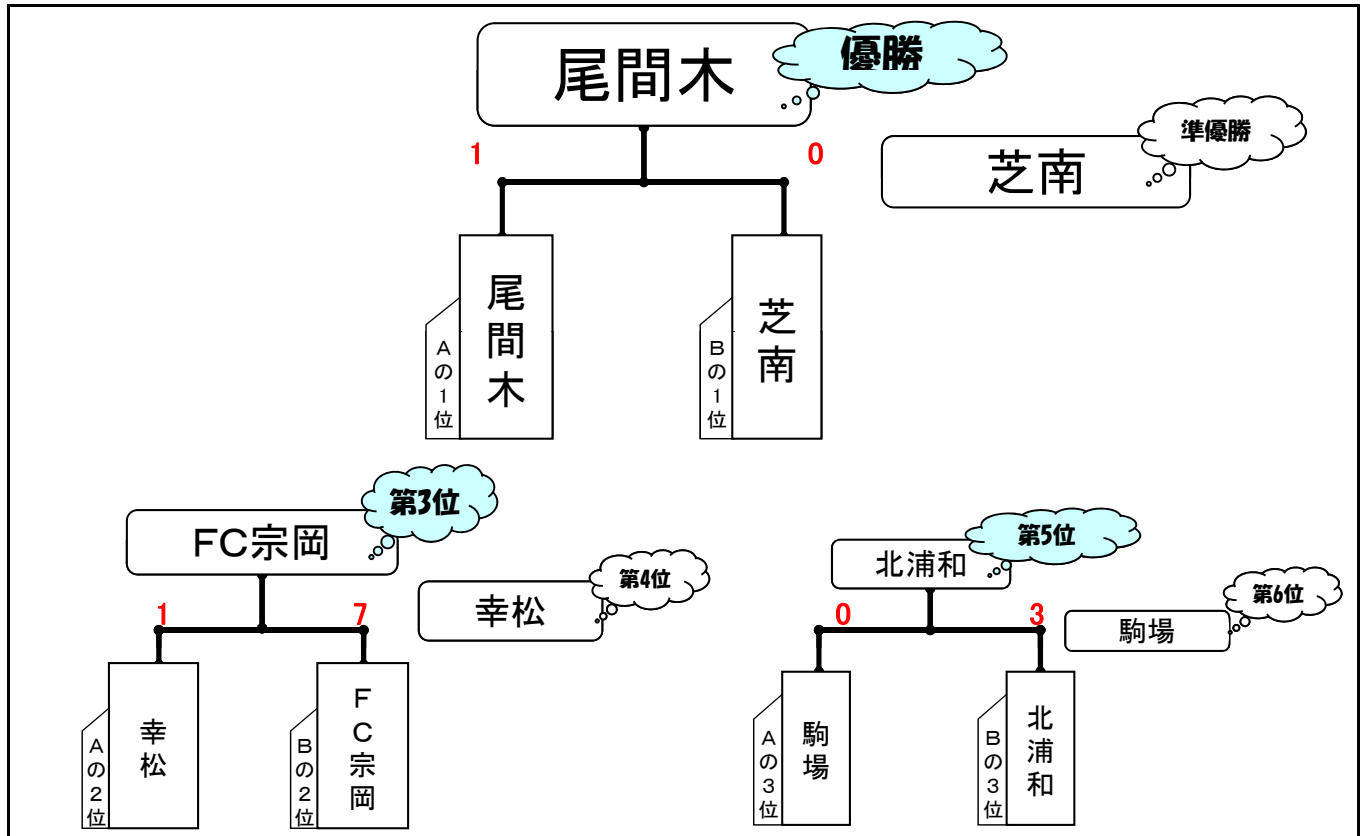 尾間木
優勝
準優勝
芝南
1
0
尾間木
Aの1位
芝南
Bの1位
第3位
FC宗岡
第4位
幸松
1
7
幸松
Aの2位
FC宗岡
Bの2位
第5位
北浦和
第6位
駒場
0
3
駒場
Aの3位
北浦和
Bの3位